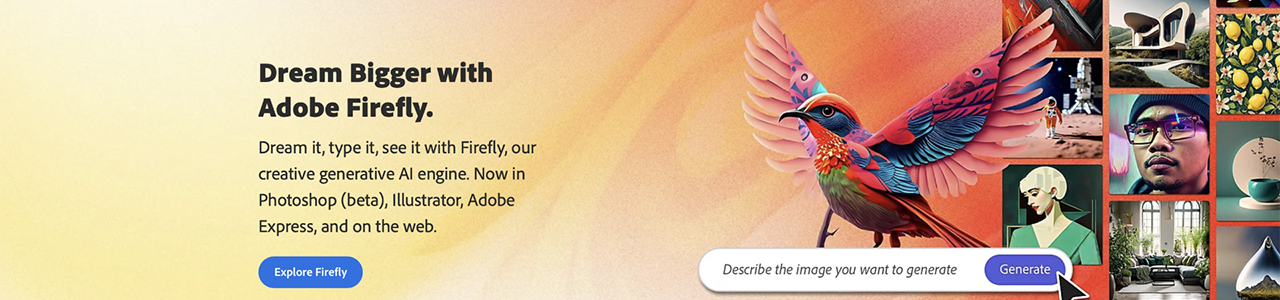 Dream Bigger with
Adobe Firefly.
Dream it, type it, see it with Firefly, our
creative generative AI engine. Now in
Photoshop (beta), Illustrator, Adobe
Express, and on the web.
Explore Firefly
Describe the image you want to generate
Generate